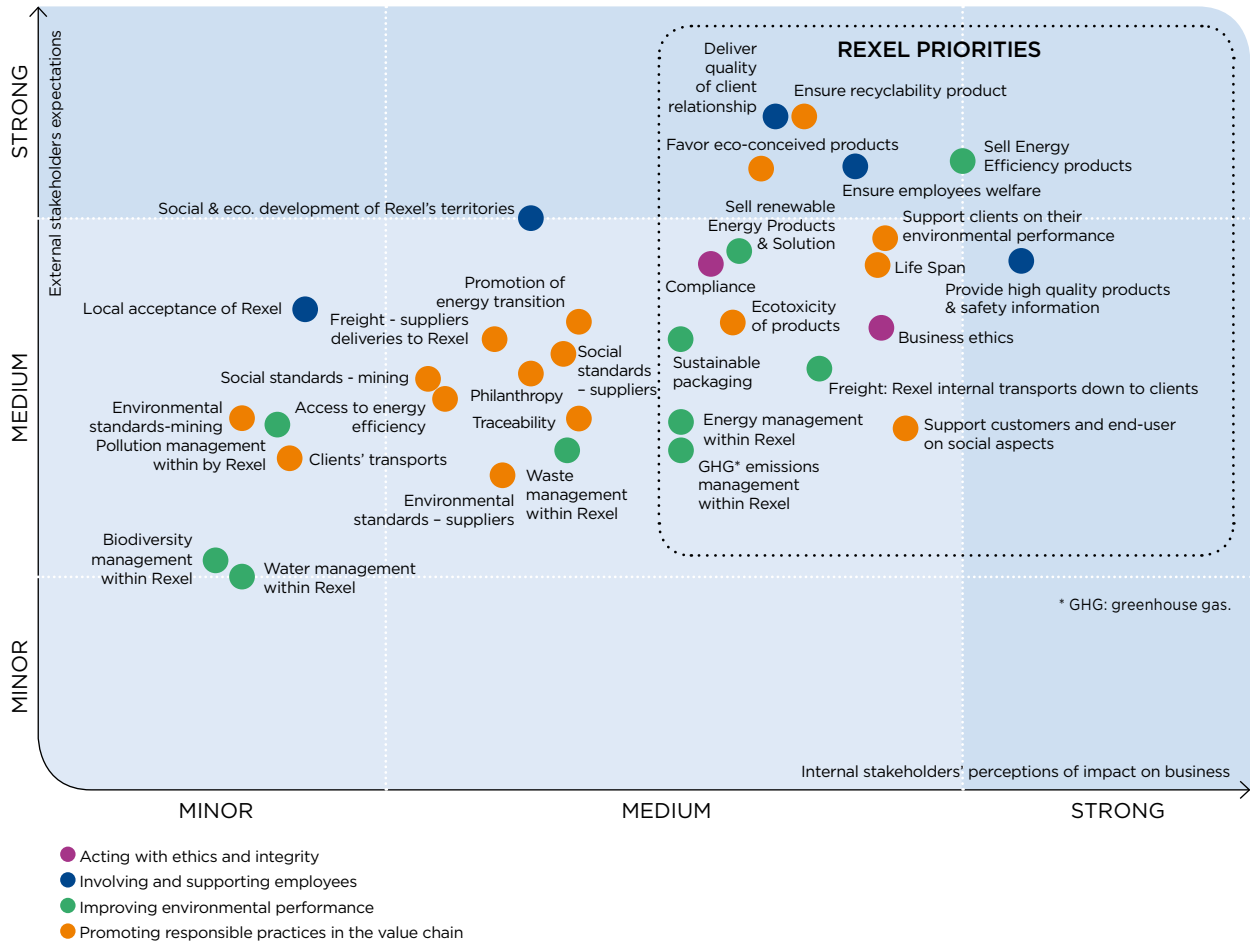 STRONG
MEDIUM
MINOR
External stakeholders expectations
REXEL PRIORITIES
Deliver
quality
of client
relationship
Ensure recyclability product
Favor eco-conceived products
Sell Energy
Efficiency products
Ensure employees welfare
Social & eco. development of Rexel's territories
Sell renewable
Energy Products
& Solution
Support clients on their
environmental performance
Life Span
Compliance
Provide high quality products
& safety information
Local acceptance of Rexel
Promotion of
energy transition
Freight - suppliers
deliveries to Rexel
Ecotoxicity
of products
Business ethics
Social
standards
– suppliers
Sustainable
packaging
Social standards - mining
Philanthropy
Freight: Rexel internal transports down to clients
Environmental
standards-mining
Access to energy
efficiency
Traceability
Energy management
within Rexel
Support customers and end-user
on social aspects
Pollution management
within by Rexel
Clients' transports
GHG* emissions
management
within Rexel
Environmental
standards – suppliers
Waste
management
within Rexel
Biodiversity
management
within Rexel
Water management
within Rexel
* GHG: greenhouse gas.
Internal stakeholders' perceptions of impact on business
MINOR
MEDIUM
STRONG
Acting with ethics and integrity
Involving and supporting employees
Improving environmental performance
Promoting responsible practices in the value chain